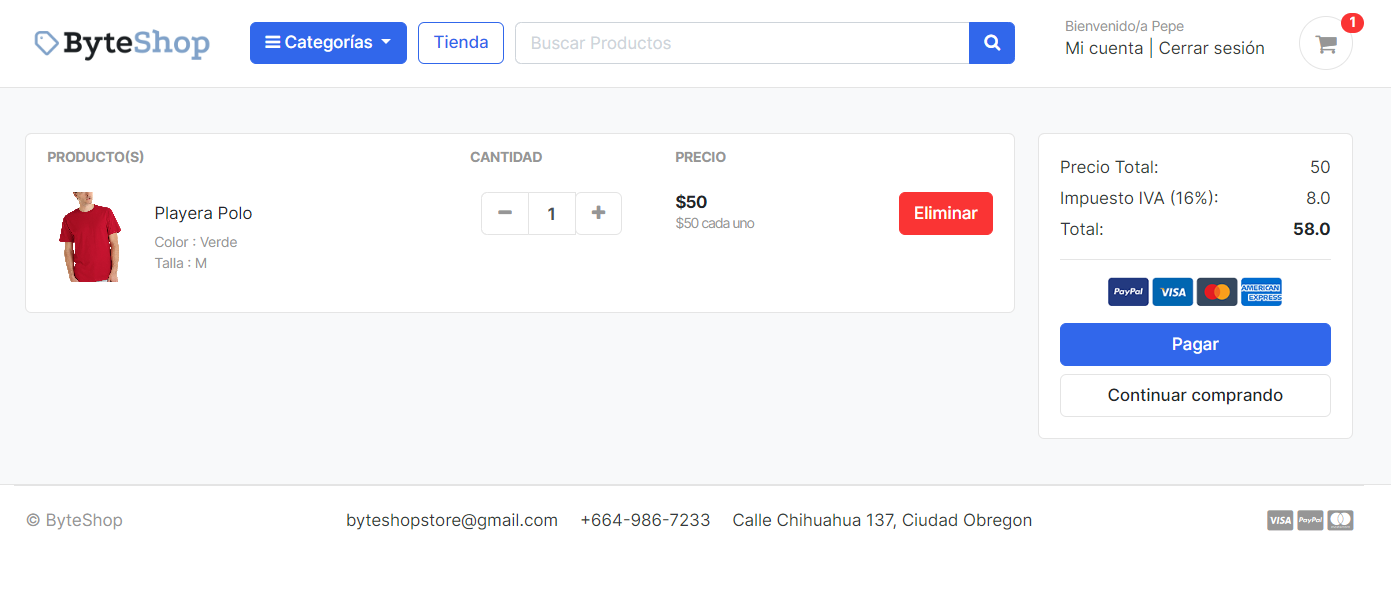 ByteShop
Categorías
Tienda
Buscar Productos
Bienvenido/a Pepe
Mi cuenta | Cerrar sesión
1
PRODUCTO(S) CANTIDAD PRECIO
Playera Polo
Color : Verde
Talla : M
1
$50
$50 cada uno
Eliminar
Precio Total: 50
Impuesto IVA (16%): 8.0
Total: 58.0
PayPal VISA AMERICAN EXPRESS
Pagar
Continuar comprando
© ByteShop byteshopstore@gmail.com +664-986-7233 Calle Chihuahua 137, Ciudad Obregon VISA PayPal